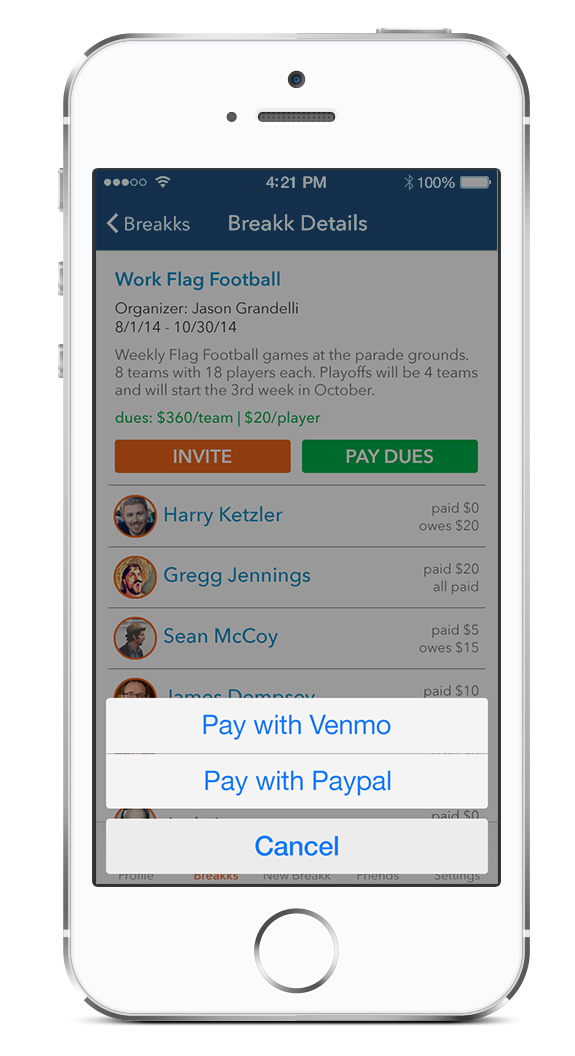 4:21 PM
100%
Breakks
Breakk Details
Work Flag Football
Organizer: Jason Grandelli
8/1/14 - 10/30/14
Weekly Flag Football games at the parade grounds.
8 teams with 18 players each. Playoffs will be 4 teams
and will start the 3rd week in October.
dues: $360/team | $20/player
INVITE
PAY DUES
Harry Ketzler
paid $0
owes $20
Gregg Jennings
paid $20
all paid
Sean McCoy
paid $5
owes $15
James Dempsey
paid $10
Pay with Venmo
Pay with Paypal
paid $0
Cancel
Profile
Breakks
New Breakk
Friends
Settings